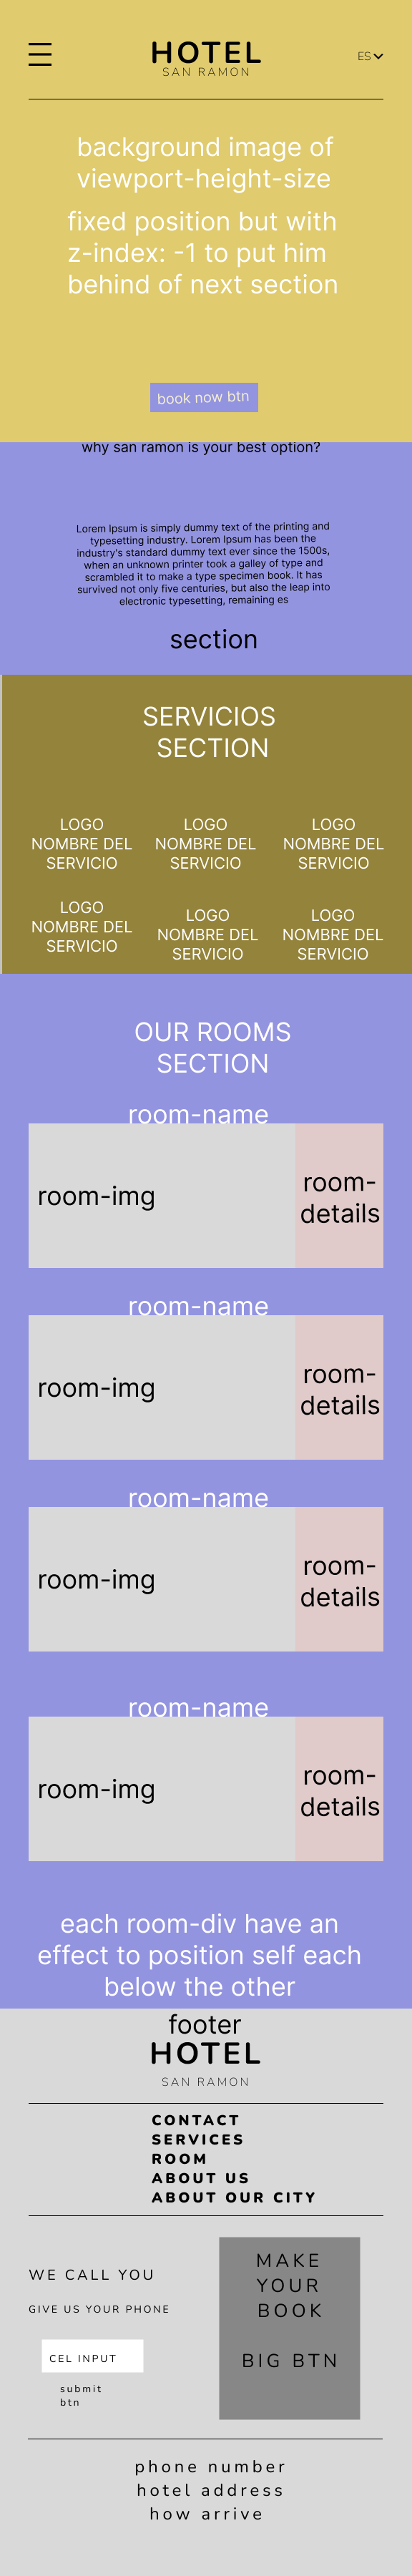 HOTEL
SAN RAMON
ES
background image of
viewport-height-size
fixed position but with
z-index: -1 to put him
behind of next section
book now btn
why san ramon is your best option?
Lorem Ipsum is simply dummy text of the printing and
typesetting industry. Lorem Ipsum has been the
industry's standard dummy text ever since the 1500s,
when an unknown printer took a galley of type and
scrambled it to make a type specimen book. It has
survived not only five centuries, but also the leap into
electronic typesetting, remaining es
section
SERVICIOS
SECTION
LOGO
NOMBRE DEL
SERVICIO
LOGO
NOMBRE DEL
SERVICIO
LOGO
NOMBRE DEL
SERVICIO
LOGO
NOMBRE DEL
SERVICIO
LOGO
NOMBRE DEL
SERVICIO
LOGO
NOMBRE DEL
SERVICIO
OUR ROOMS
SECTION
room-name
room-img
room-
details
room-name
room-img
room-
details
room-name
room-img
room-
details
room-name
room-img
room-
details
each room-div have an
effect to position self each
below the other
footer
HOTEL
SAN RAMON
CONTACT
SERVICES
ROOM
ABOUT US
ABOUT OUR CITY
WE CALL YOU
GIVE US YOUR PHONE
CEL INPUT
submit
btn
MAKE
YOUR
BOOK
BIG BTN
phone number
hotel address
how arrive